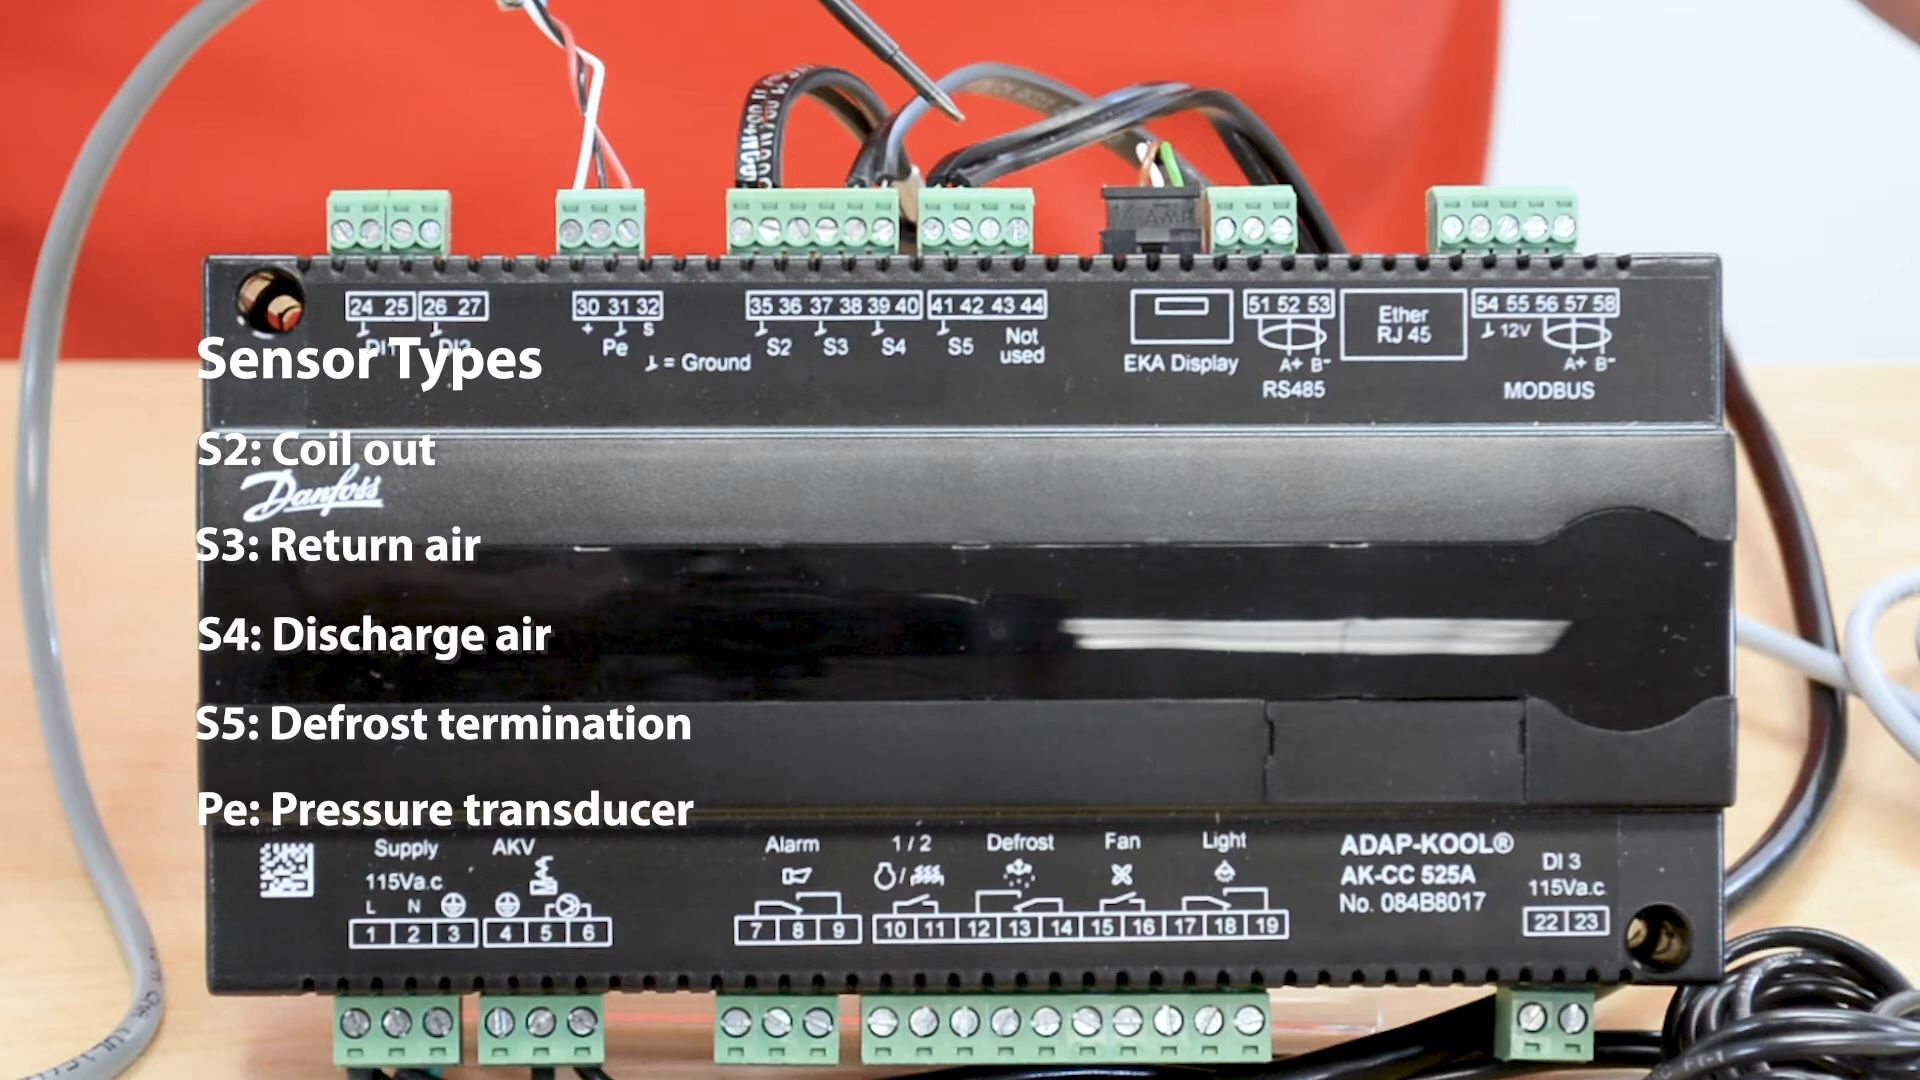 24 25 26 27 30 31 32 35 36 37 38 39 40 41 42 43 44 51 52 53 Ether RJ 45 54 55 56 57 58
+ S 12V
DI1 DI2 Pe = Ground S2 S3 S4 S5 Not used EKA Display A+ B- A+ B-
RS485 MODBUS
Sensor Types
S2: Coil out
Danfoss
S3: Return air
S4: Discharge air
S5: Defrost termination
Pe: Pressure transducer
Supply AKV Alarm 1 / 2 Defrost Fan Light ADAP-KOOL®
115Va.c. AK-CC 525A DI 3
L N No. 084B8017 115Va.c.
1 2 3 4 5 6 7 8 9 10 11 12 13 14 15 16 17 18 19 22 23
AMP